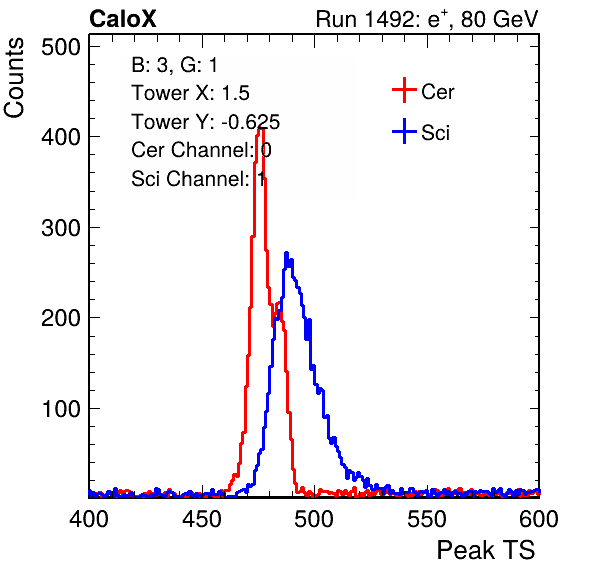 CaloX Run 1492: e⁺, 80 GeV
Counts
B: 3, G: 1
Tower X: 1.5
Tower Y: -0.625
Cer Channel: 0
Sci Channel: 1
Cer
Sci
500
400
300
200
100
400 450 500 550 600
Peak TS